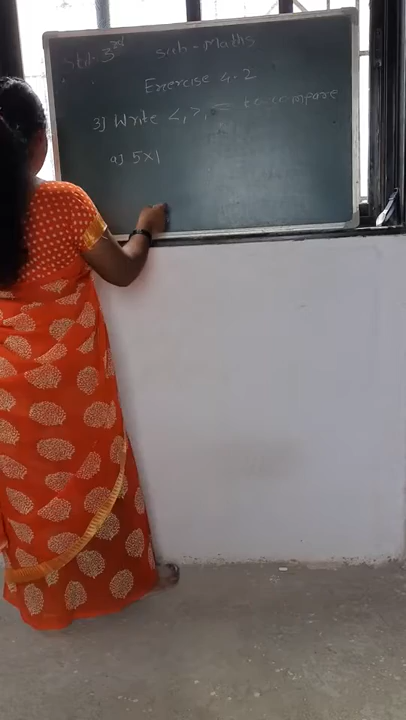 Std:- 3rd Sub - Maths
Exercise 4.2
3] Write <, >, = to compare
a] 5×1